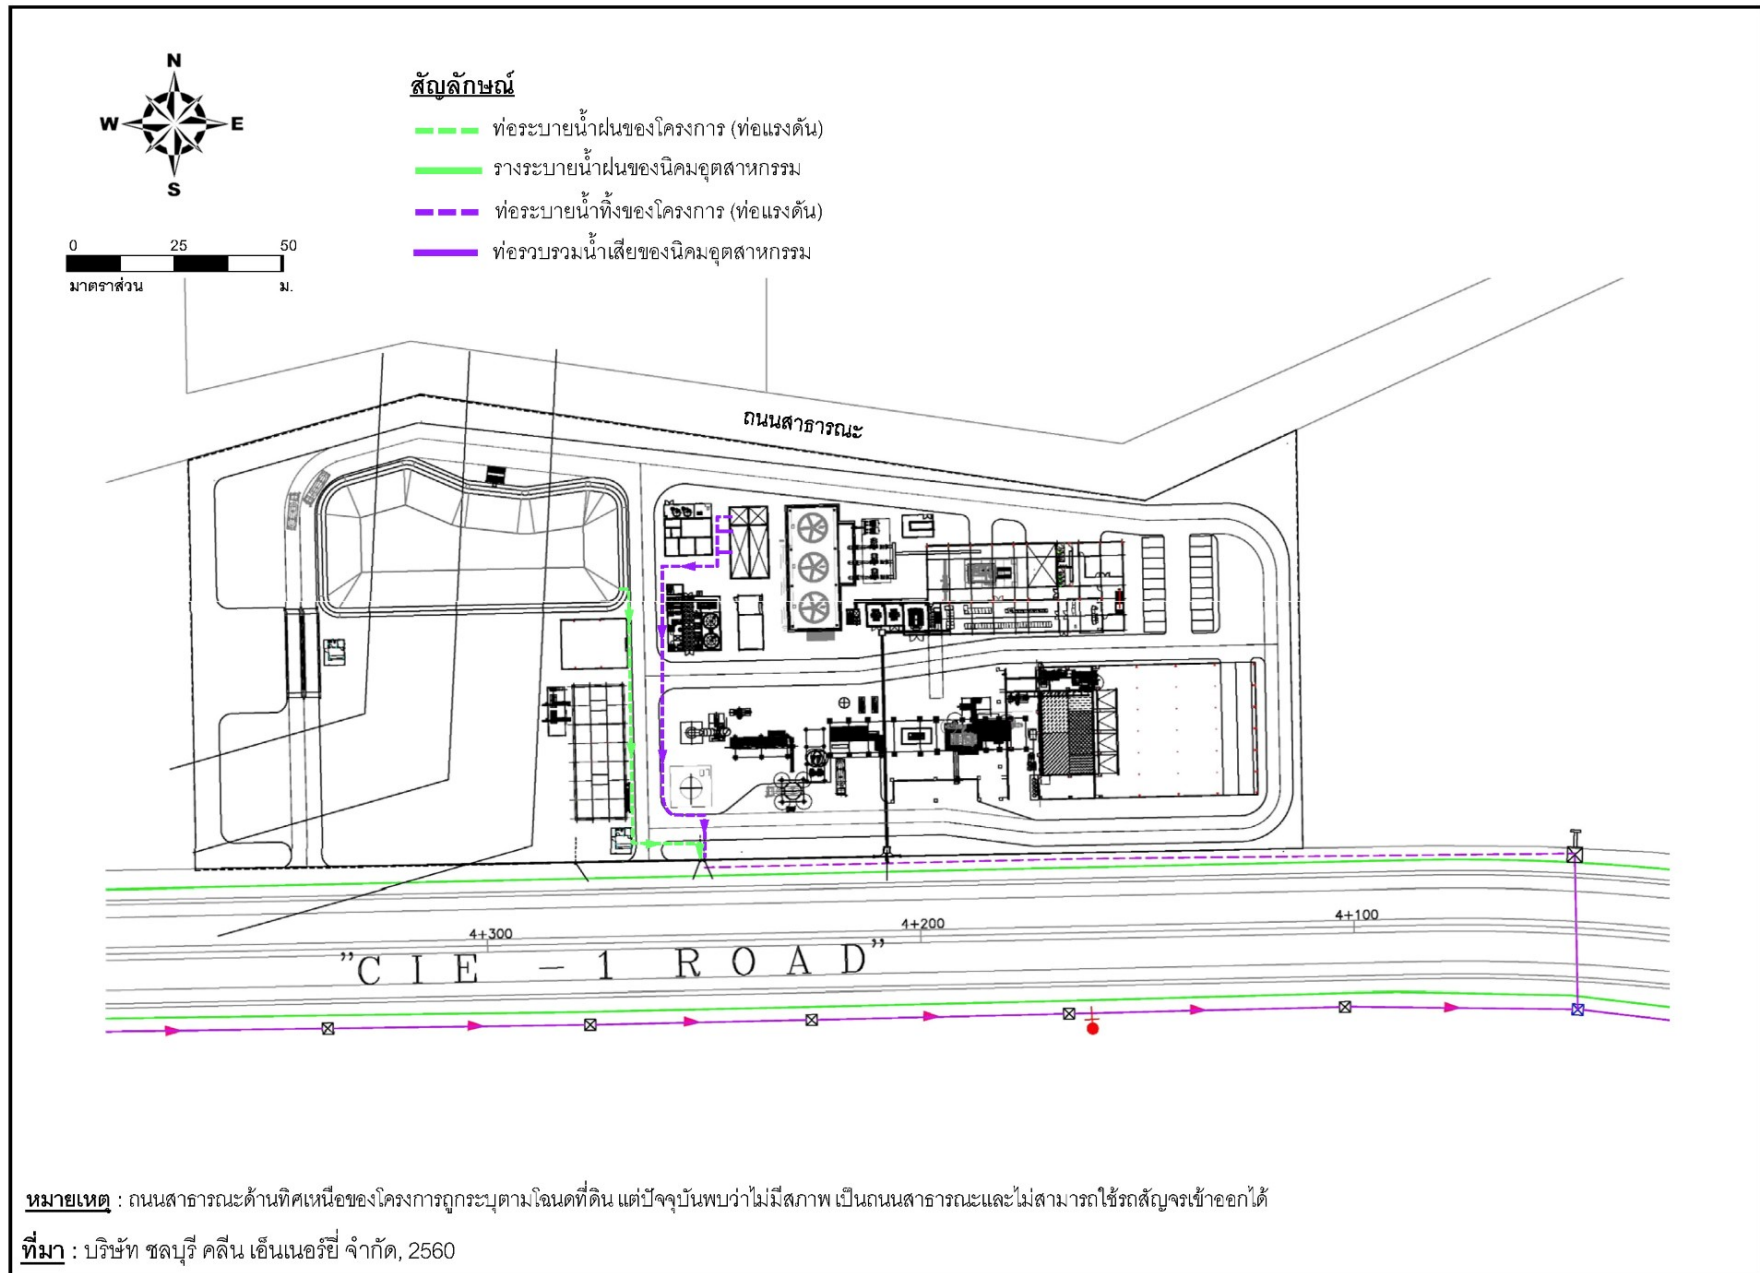 N
W E
S
สัญลักษณ์
ท่อระบายน้ำฝนของโครงการ (ท่อแรงดัน)
รางระบายน้ำฝนของนิคมอุตสาหกรรม
ท่อระบายน้ำทิ้งของโครงการ (ท่อแรงดัน)
ท่อรวบรวมน้ำเสียของนิคมอุตสาหกรรม
0 25 50
มาตราส่วน ม.
ถนนสาธารณะ
4+300 4+200 4+100
"CIE -1 ROAD"
หมายเหตุ : ถนนสาธารณะด้านทิศเหนือของโครงการถูกระบุตามโฉนดที่ดิน แต่ปัจจุบันพบว่าไม่มีสภาพ เป็นถนนสาธารณะและไม่สามารถใช้รถสัญจรเข้าออกได้
ที่มา : บริษัท ชลบุรี คลีน เอ็นเนอร์ยี่ จำกัด, 2560